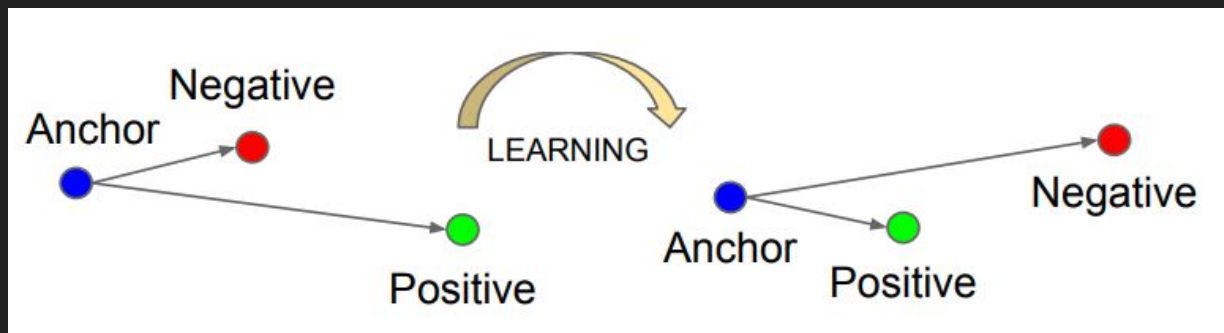 Negative
Anchor
LEARNING
Positive
Negative
Anchor
Positive